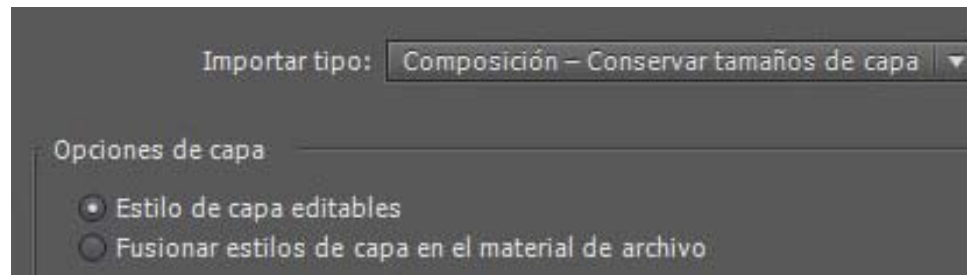 Importar tipo: Composición – Conservar tamaños de capa
Opciones de capa
Estilo de capa editables
Fusionar estilos de capa en el material de archivo